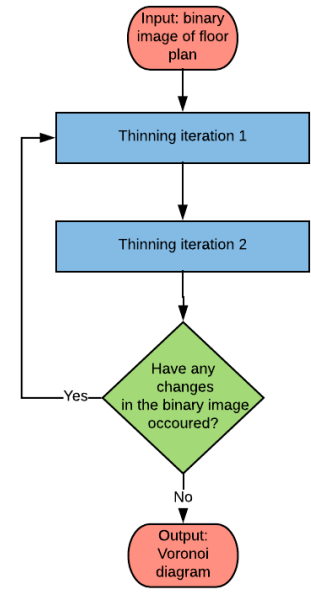 Input: binary
image of floor
plan
Thinning iteration 1
Thinning iteration 2
Have any
changes
in the binary image
occoured?
Yes
No
Output:
Voronoi
diagram